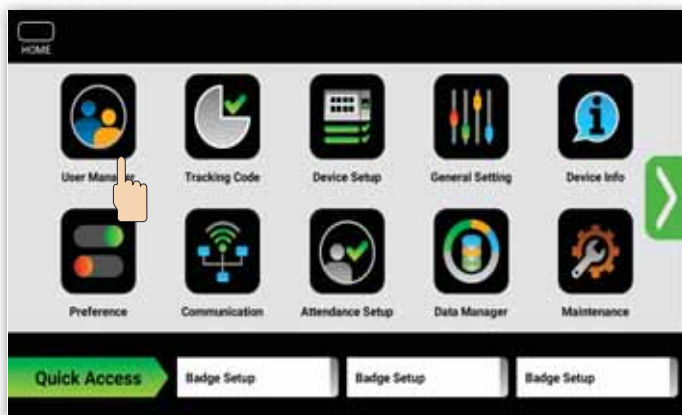 HOME
User Manager
Tracking Code
Device Setup
General Setting
Device Info
Preference
Communication
Attendance Setup
Data Manager
Maintenance
Quick Access
Badge Setup
Badge Setup
Badge Setup